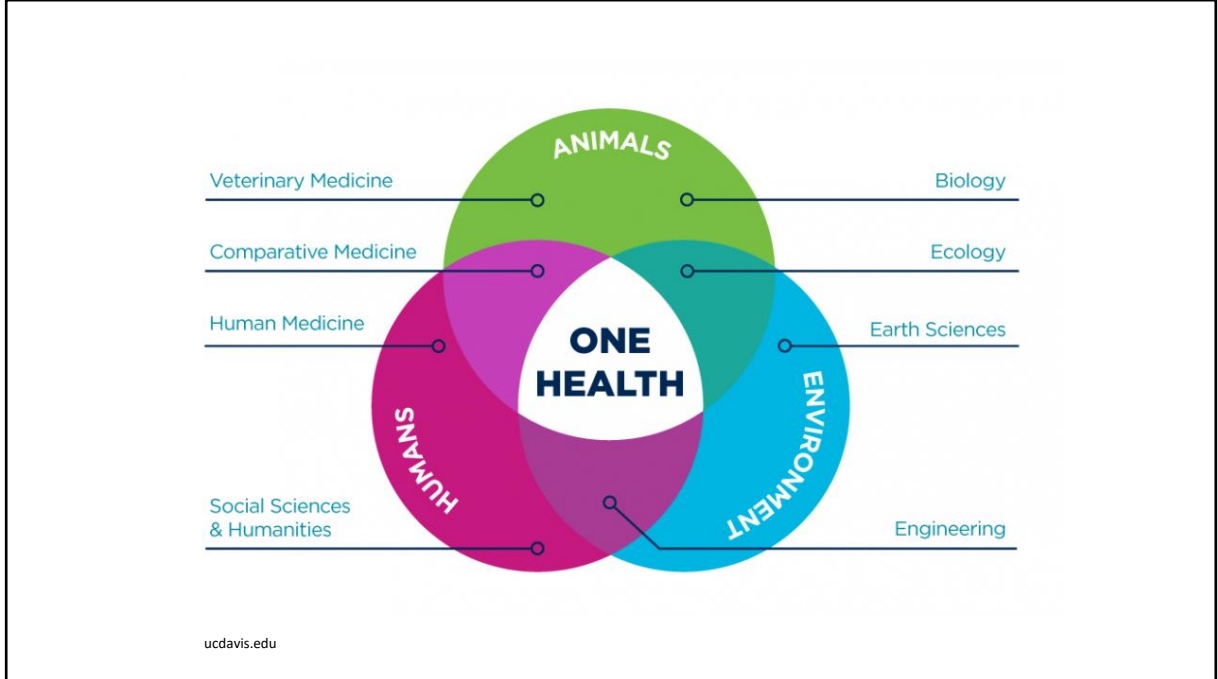 ANIMALS
Veterinary Medicine
Biology
Comparative Medicine
Ecology
Human Medicine
Earth Sciences
ONE
HEALTH
HUMANS
ENVIRONMENT
Social Sciences
& Humanities
Engineering
ucdavis.edu